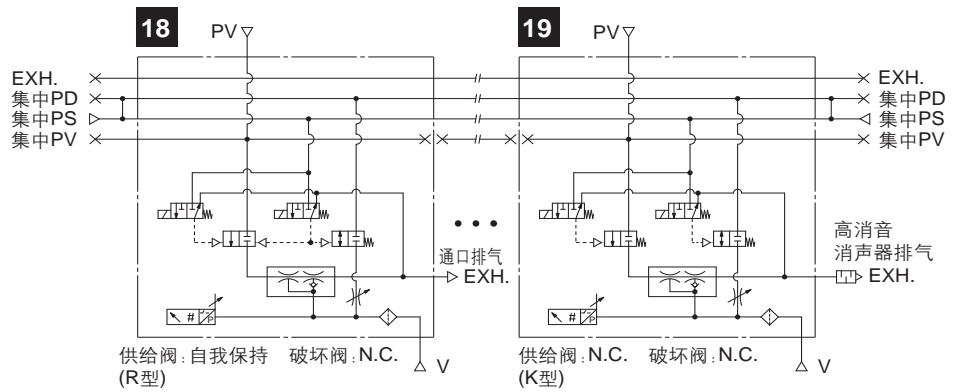 18
PV
19
PV
EXH.
集中PD
集中PS
集中PV
EXH.
集中PD
集中PS
集中PV
•••
通口排气
EXH.
高消音
消声器排气
EXH.
# P
# P
供给阀:自我保持 破坏阀:N.C.
(R型)
V
供给阀:N.C. 破坏阀:N.C.
(K型)
V